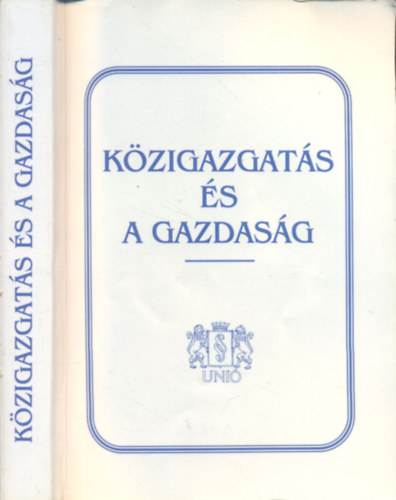 KÖZIGAZGATÁS ÉS A GAZDASÁG
KÖZIGAZGATÁS
ÉS
A GAZDASÁG
§
UNIÓ